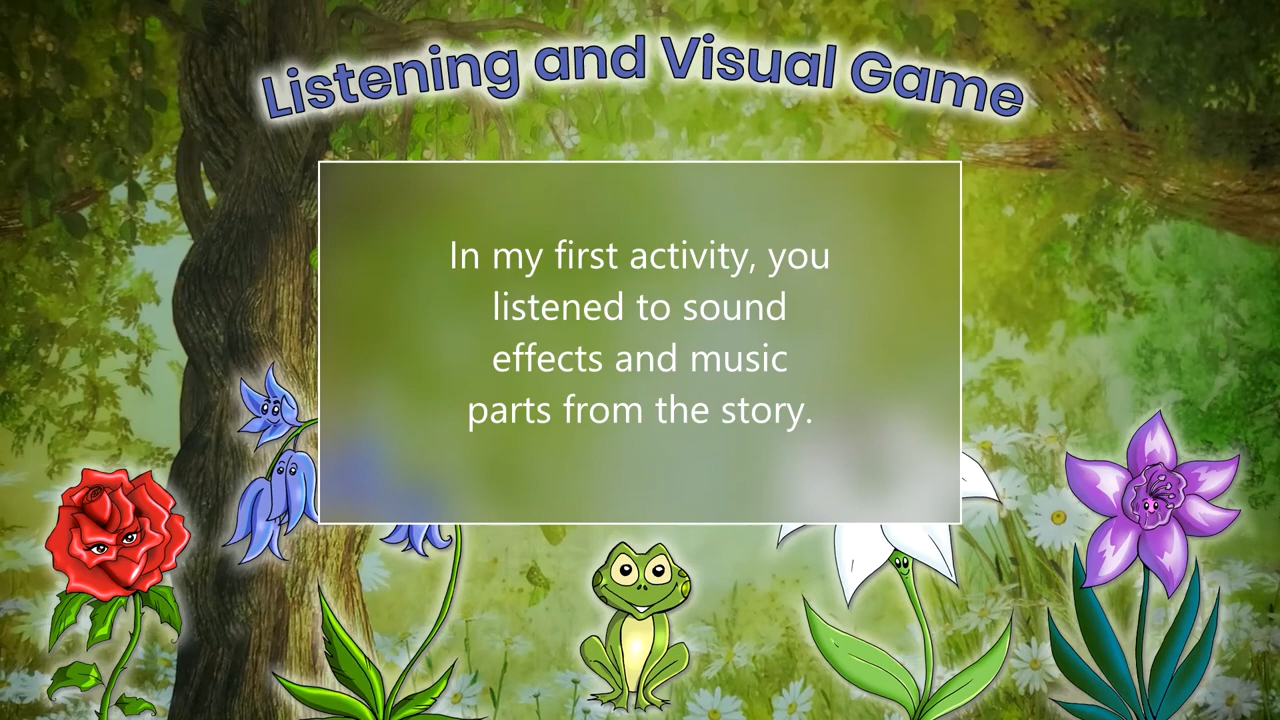 Listening and Visual Game
In my first activity, you
listened to sound
effects and music
parts from the story.